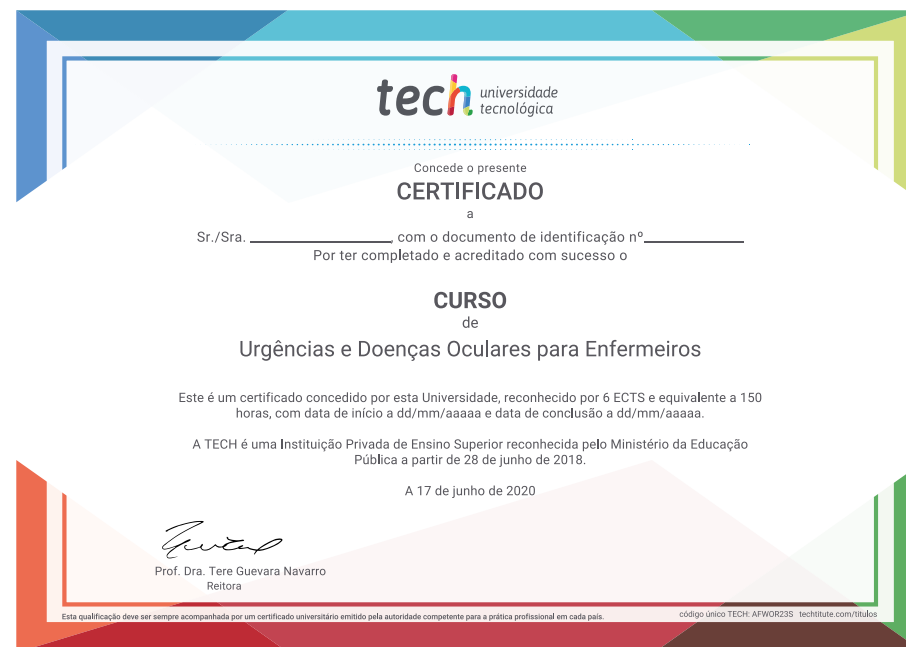 tech universidade
tecnológica
Concede o presente
CERTIFICADO
a
Sr./Sra. ____________________, com o documento de identificação nº______________
Por ter completado e acreditado com sucesso o
CURSO
de
Urgências e Doenças Oculares para Enfermeiros
Este é um certificado concedido por esta Universidade, reconhecido por 6 ECTS e equivalente a 150
horas, com data de início a dd/mm/aaaaa e data de conclusão a dd/mm/aaaaa.
A TECH é uma Instituição Privada de Ensino Superior reconhecida pelo Ministério da Educação
Pública a partir de 28 de junho de 2018.
A 17 de junho de 2020
Prof. Dra. Tere Guevara Navarro
Reitora
Esta qualificação deve ser sempre acompanhada por um certificado universitário emitido pela autoridade competente para a prática profissional em cada país.
código único TECH: AFWOR23S techtitute.com/titulos